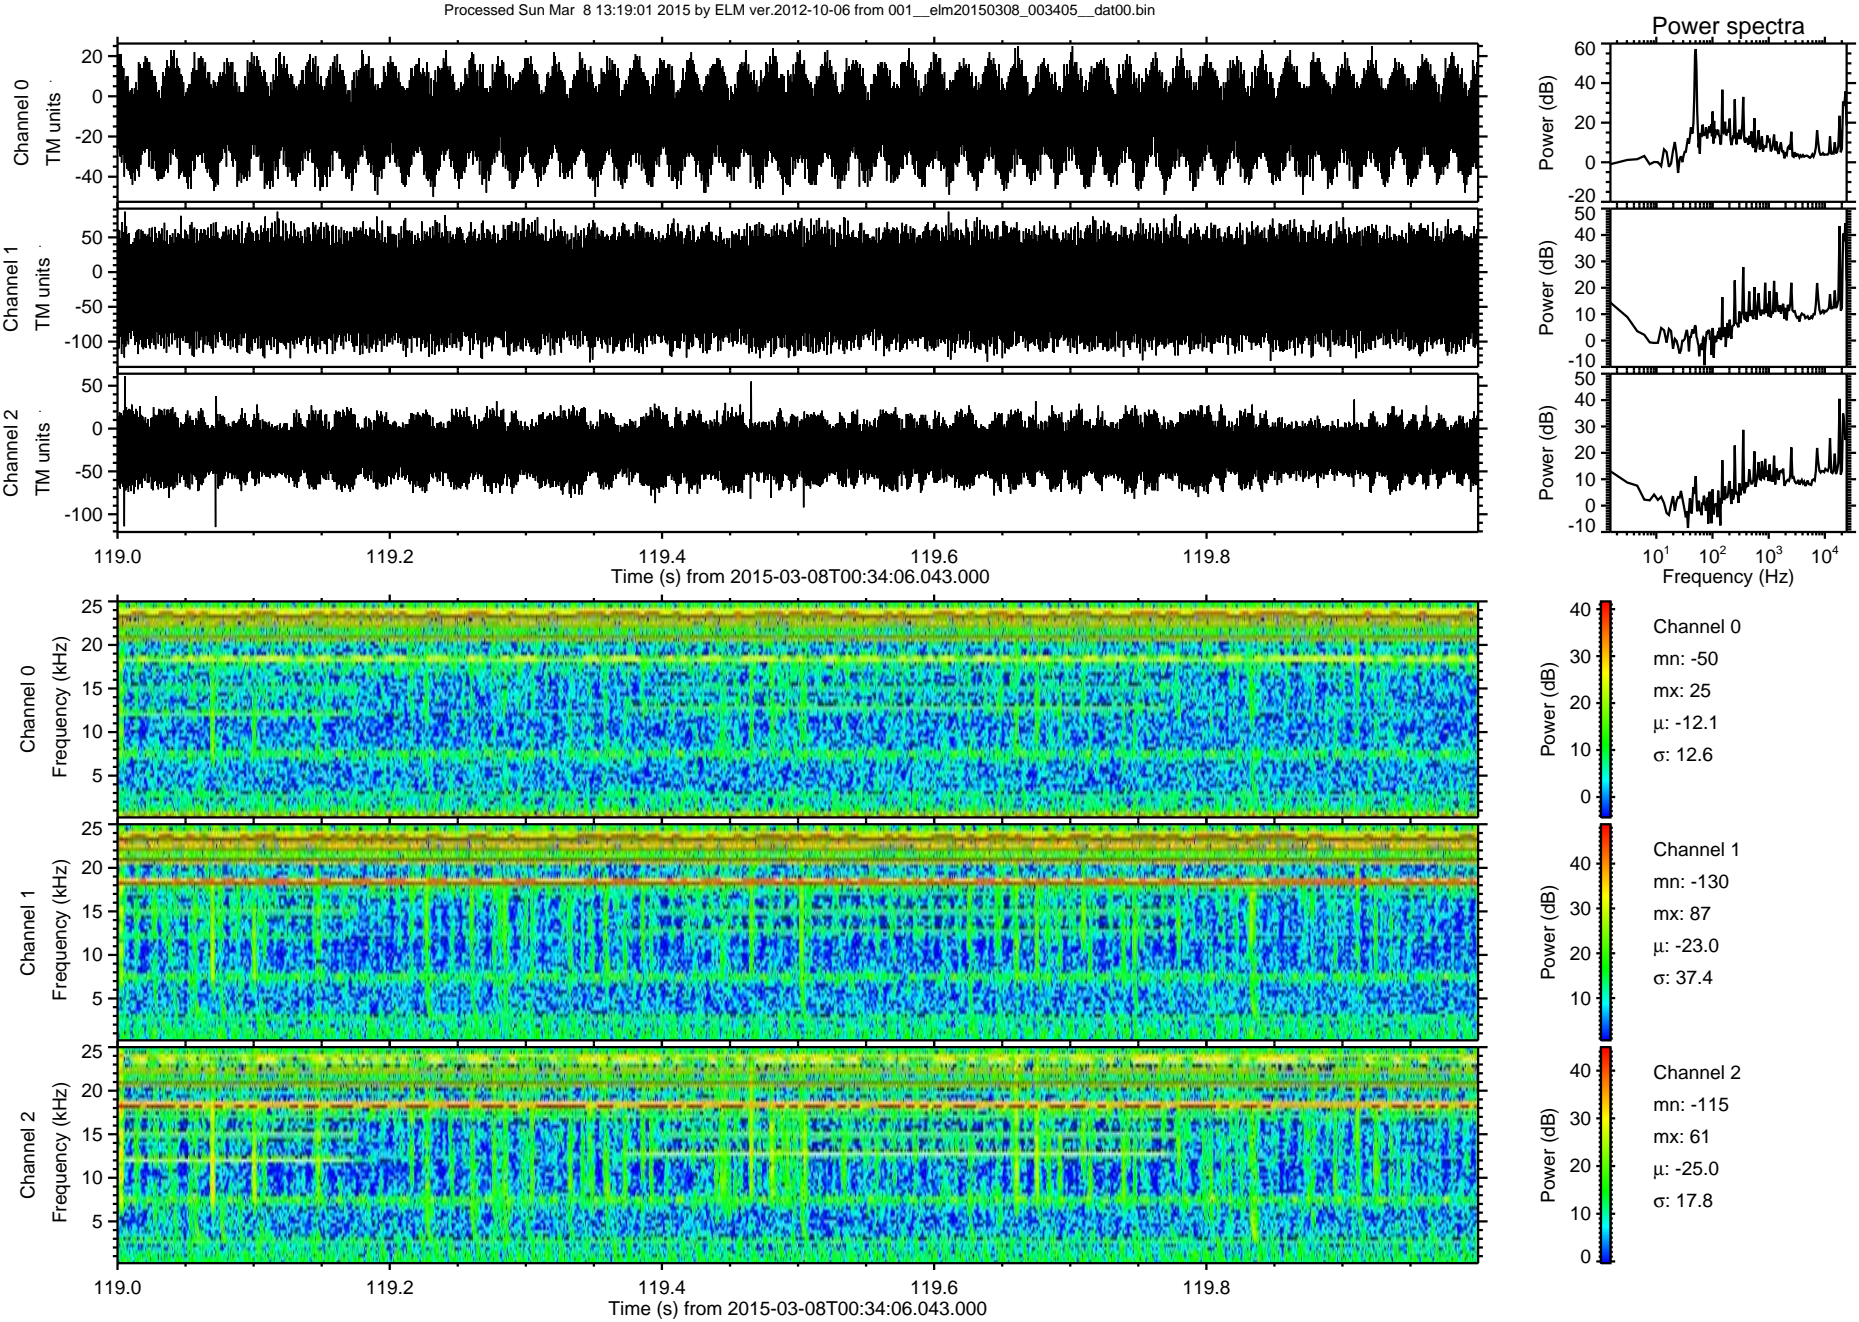 Processed Sun Mar 8 13:19:01 2015 by ELM ver.2012-10-06 from 001__elm20150308_003405__dat00.bin
Power spectra
Channel 0
TM units
20
0
-20
-40
Power (dB)
60
40
20
0
-20
Channel 1
TM units
50
0
-50
-100
Power (dB)
50
40
30
20
10
0
-10
Channel 2
TM units
50
0
-50
-100
Power (dB)
50
40
30
20
10
0
-10
119.0 119.2 119.4 119.6 119.8
Time (s) from 2015-03-08T00:34:06.043.000
10¹ 10² 10³ 10⁴
Frequency (Hz)
Channel 0
Frequency (kHz)
25
20
15
10
5
Power (dB)
40
30
20
10
0
Channel 0
mn: -50
mx: 25
μ: -12.1
σ: 12.6
Channel 1
Frequency (kHz)
25
20
15
10
5
Power (dB)
40
30
20
10
Channel 1
mn: -130
mx: 87
μ: -23.0
σ: 37.4
Channel 2
Frequency (kHz)
25
20
15
10
5
Power (dB)
40
30
20
10
0
Channel 2
mn: -115
mx: 61
μ: -25.0
σ: 17.8
119.0 119.2 119.4 119.6 119.8
Time (s) from 2015-03-08T00:34:06.043.000